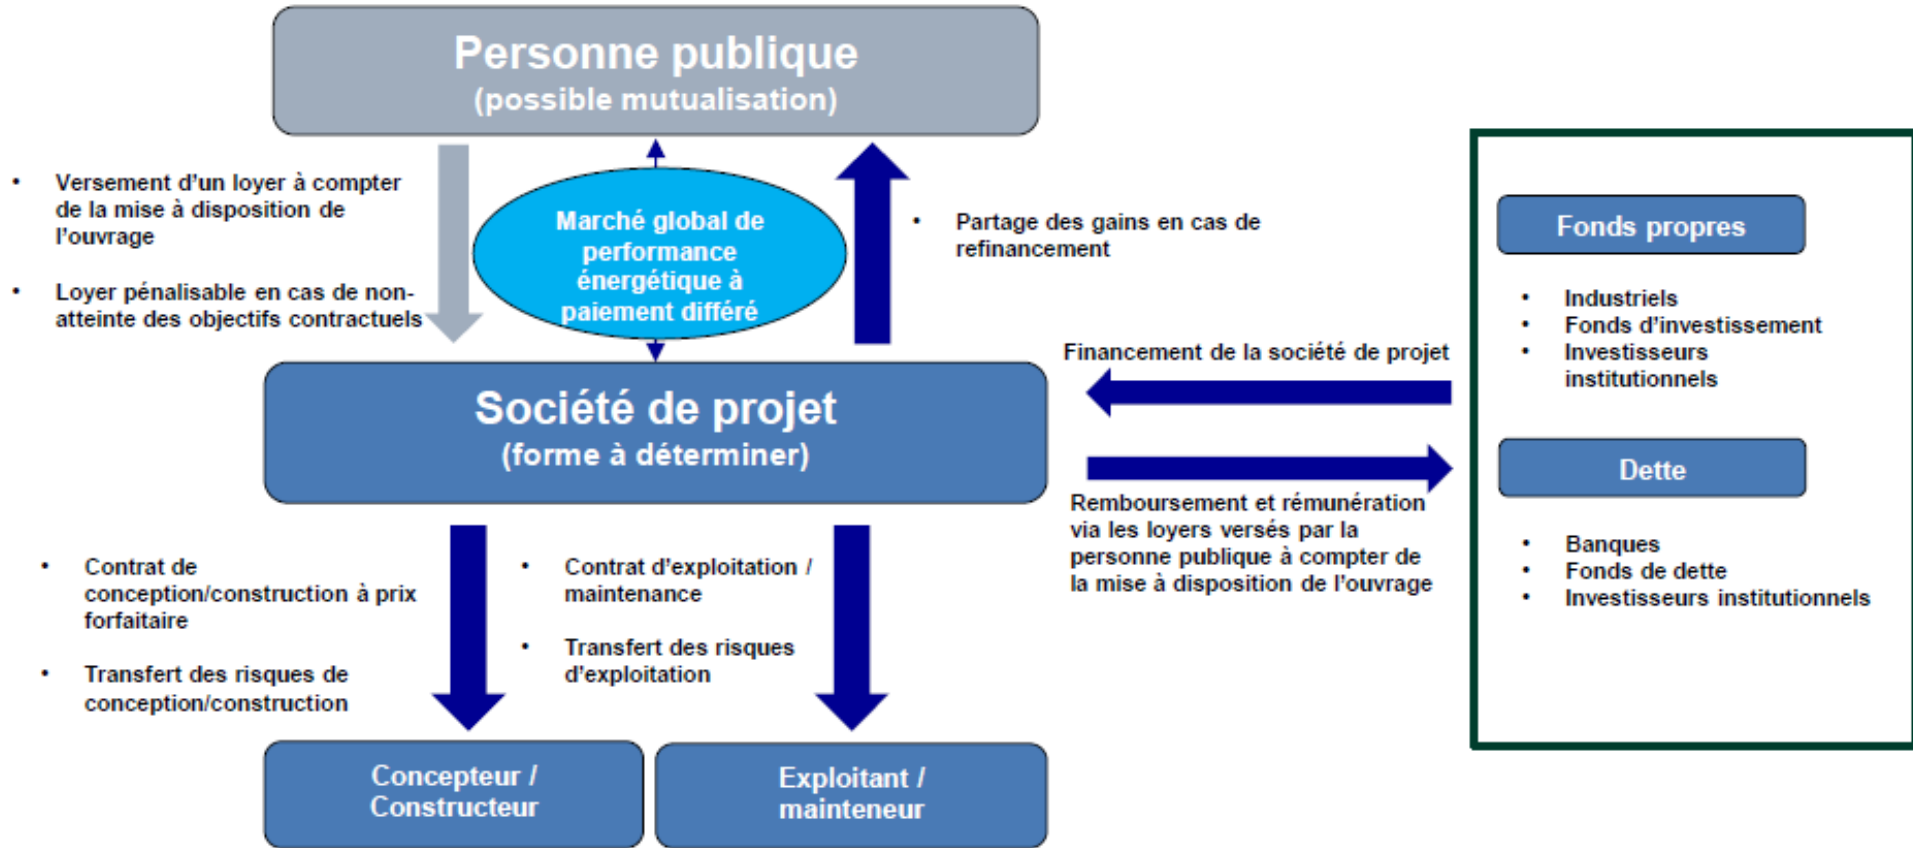 Personne publique
(possible mutualisation)
• Versement d'un loyer à compter
de la mise à disposition de
l'ouvrage
• Loyer pénalisable en cas de non-
atteinte des objectifs contractuels
Marché global de
performance
énergétique à
paiement différé
• Partage des gains en cas de
refinancement
Société de projet
(forme à déterminer)
Financement de la société de projet
Remboursement et rémunération
via les loyers versés par la
personne publique à compter de
la mise à disposition de l'ouvrage
Fonds propres
• Industriels
• Fonds d'investissement
• Investisseurs
institutionnels
Dette
• Banques
• Fonds de dette
• Investisseurs institutionnels
• Contrat de
conception/construction à prix
forfaitaire
• Transfert des risques de
conception/construction
• Contrat d'exploitation /
maintenance
• Transfert des risques
d'exploitation
Concepteur /
Constructeur
Exploitant /
mainteneur